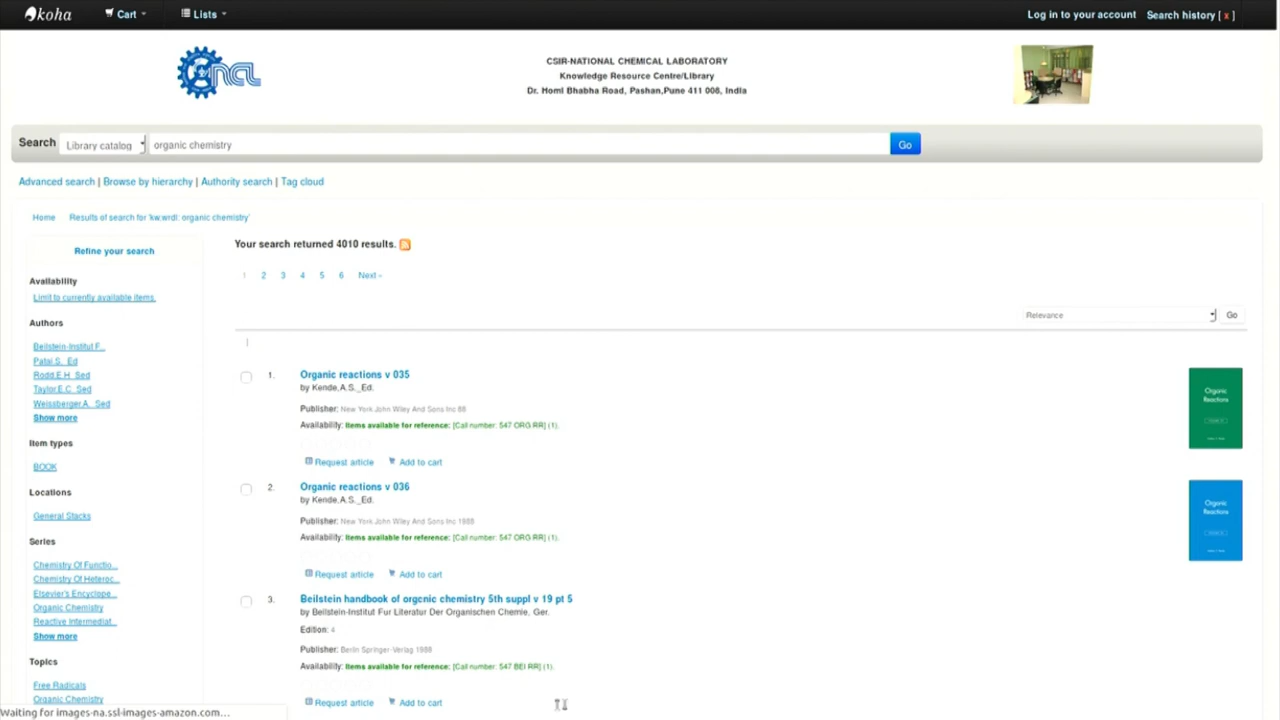 koha
Cart
Lists
Log in to your account
Search history [ x ]
ncl
CSIR-NATIONAL CHEMICAL LABORATORY
Knowledge Resource Centre/Library
Dr. Homi Bhabha Road, Pashan,Pune 411 008, India
Search
Library catalog
organic chemistry
Go
Advanced search | Browse by hierarchy | Authority search | Tag cloud
Home
Results of search for 'kw,wrdl: organic chemistry'
Refine your search
Availability
Limit to currently available items.
Authors
Beilstein-Institut F...
Patai.S._Ed
Rodd.E.H_Sed
Taylor.E.C_Sed
Weissberger.A._Sed
Show more
Item types
BOOK
Locations
General Stacks
Series
Chemistry Of Functio...
Chemistry Of Heteroc...
Elsevier's Encyclope...
Organic Chemistry
Reactive Intermediat...
Show more
Topics
Free Radicals
Organic Chemistry
Your search returned 4010 results.
1 2 3 4 5 6 Next »
Relevance
Go
1.
Organic reactions v 035
by Kende,A.S._Ed.
Publisher: New York John Wiley And Sons Inc 88
Availability: Items available for reference: [Call number: 547 ORG RR] (1).
Request article
Add to cart
Organic
Reactions
2.
Organic reactions v 036
by Kende,A.S._Ed.
Publisher: New York John Wiley And Sons Inc 1988
Availability: Items available for reference: [Call number: 547 ORG RR] (1).
Request article
Add to cart
Organic
Reactions
3.
Beilstein handbook of orgcnic chemistry 5th suppl v 19 pt 5
by Beilstein-Institut Fur Literatur Der Organischen Chemie, Ger.
Edition: 4
Publisher: Berlin Springer-Verlag 1988
Availability: Items available for reference: [Call number: 547 BEI RR] (1).
Request article
Add to cart
Waiting for images-na.ssl-images-amazon.com...